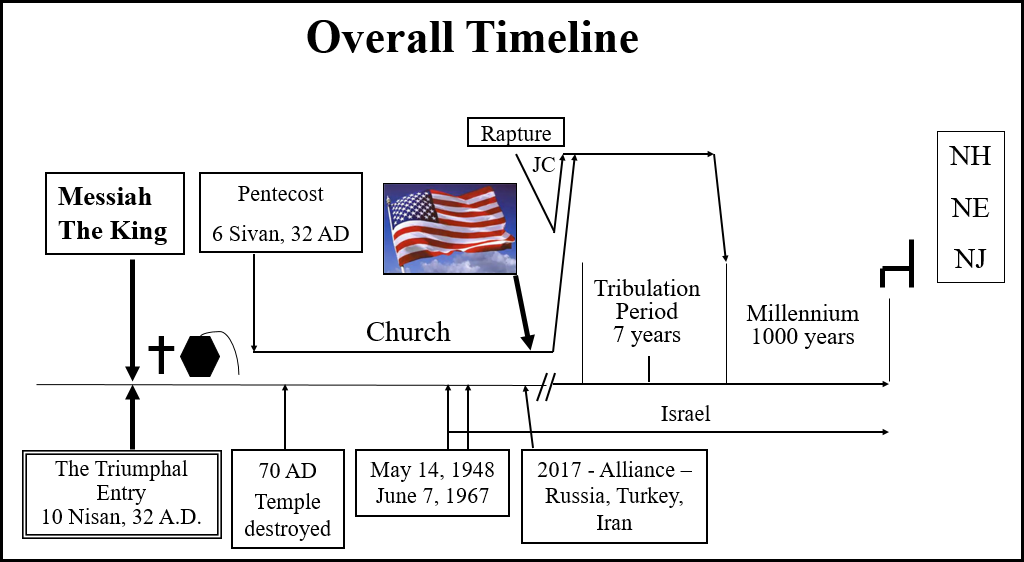 Overall Timeline
Rapture
JC
NH
NE
NJ
Messiah
The King
Pentecost
6 Sivan, 32 AD
Church
Tribulation
Period
7 years
Millennium
1000 years
Israel
The Triumphal
Entry
10 Nisan, 32 A.D.
70 AD
Temple
destroyed
May 14, 1948
June 7, 1967
2017 - Alliance –
Russia, Turkey,
Iran